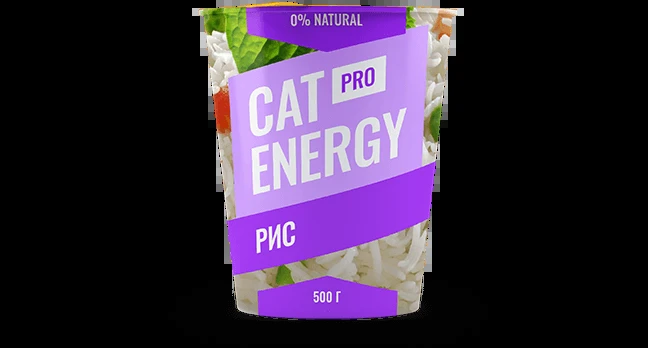 0% NATURAL
CAT PRO
ENERGY
РИС
500 Г